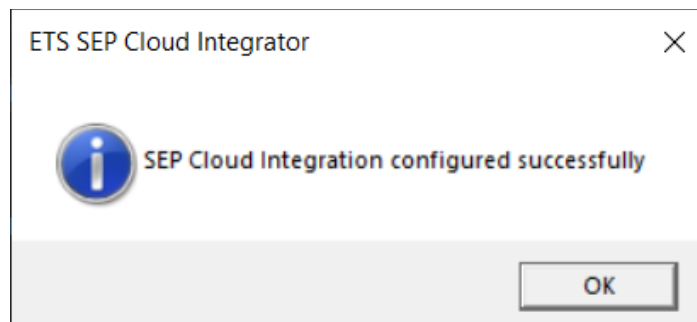 ETS SEP Cloud Integrator
SEP Cloud Integration configured successfully
OK